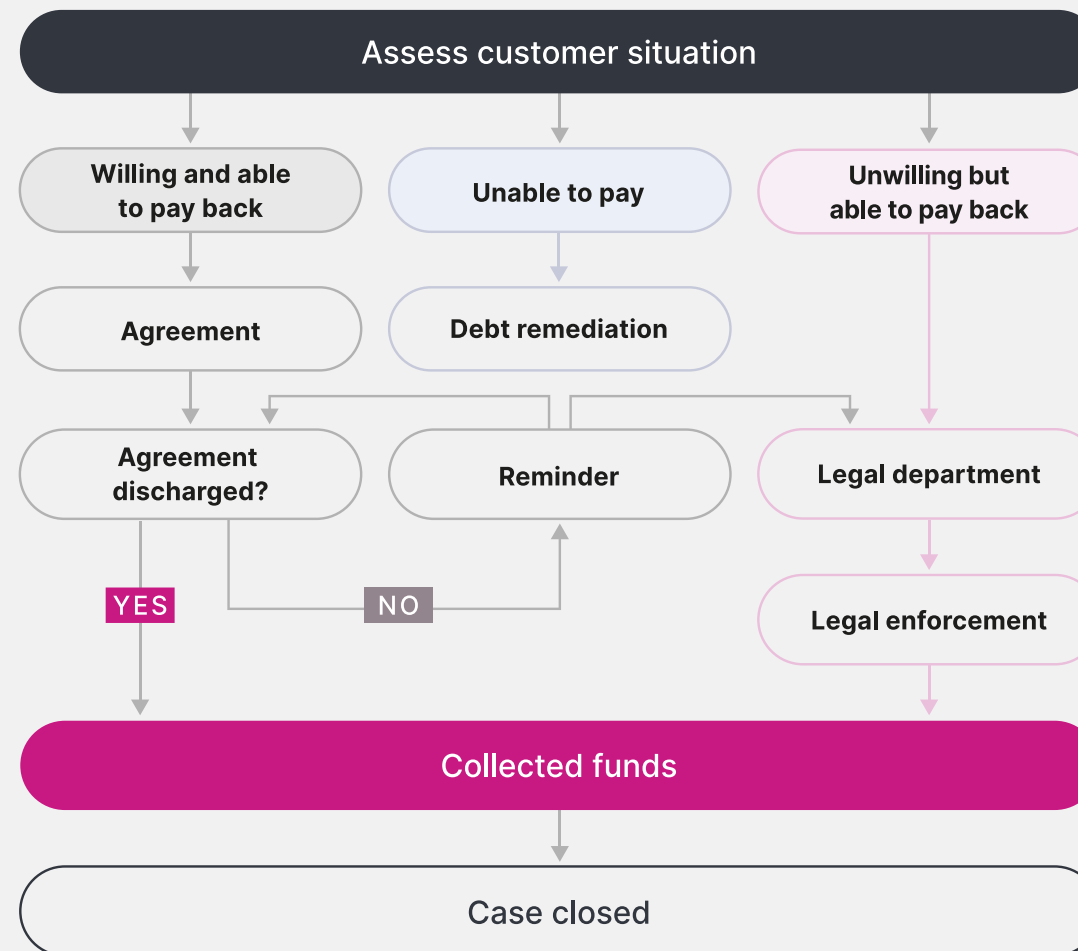 Assess customer situation
Willing and able
to pay back
Unable to pay
Unwilling but
able to pay back
Agreement
Debt remediation
Agreement
discharged?
Reminder
Legal department
YES
NO
Legal enforcement
Collected funds
Case closed